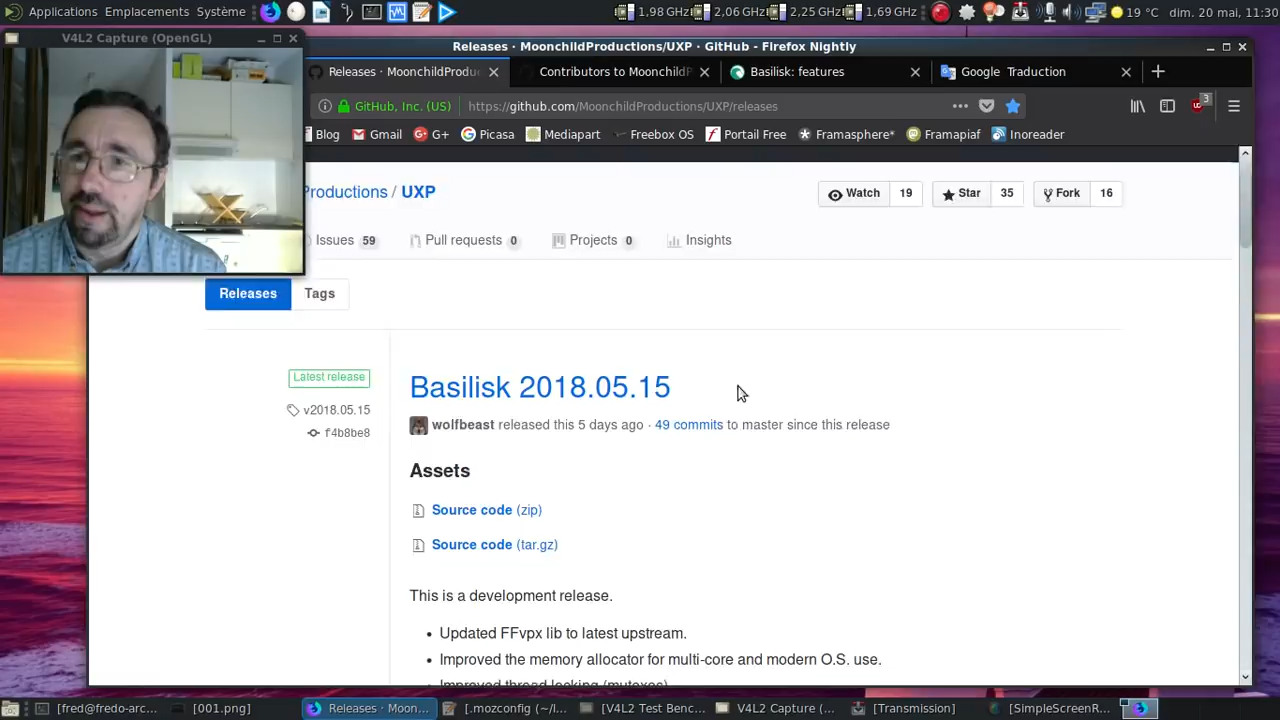 Applications Emplacements Système 1,98 GHz 2,06 GHz 2,25 GHz 1,69 GHz 19 °C dim. 20 mai, 11:30
V4L2 Capture (OpenGL)
Releases · MoonchildProductions/UXP · GitHub - Firefox Nightly
Releases · MoonchildProdu Contributors to Moonchild Basilisk: features Google Traduction
GitHub, Inc. (US) https://github.com/MoonchildProductions/UXP/releases 3
Blog Gmail G+ Picasa Mediapart Freebox OS Portail Free Framasphere* Framapiaf Inoreader
Productions / UXP Watch 19 Star 35 Fork 16
Issues 59 Pull requests 0 Projects 0 Insights
Releases Tags
Latest release
v2018.05.15
f4b8be8
Basilisk 2018.05.15
wolfbeast released this 5 days ago · 49 commits to master since this release
Assets
Source code (zip)
Source code (tar.gz)
This is a development release.
• Updated FFvpx lib to latest upstream.
• Improved the memory allocator for multi-core and modern O.S. use.
• Improved thread locking (mutexes)
[fred@fredo-arc... [001.png] Releases · Moon... [.mozconfig (~/l... [V4L2 Test Benc... V4L2 Capture (... [Transmission] [SimpleScreenR...